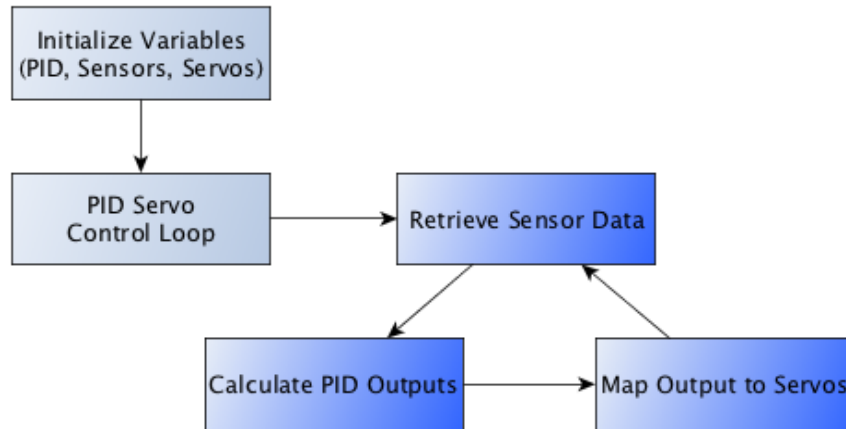 Initialize Variables
(PID, Sensors, Servos)
PID Servo
Control Loop
Retrieve Sensor Data
Calculate PID Outputs
Map Output to Servos